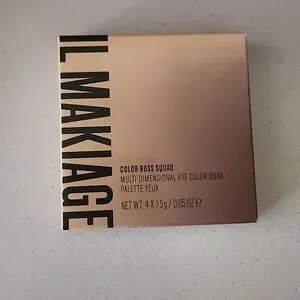 IL MAKIAGE
COLOR BOSS SQUAD
MULTI-DIMENSIONAL EYE COLOR QUAD
PALETTE YEUX
NET WT. 4 X 1.5g / 0.05 OZ ℮